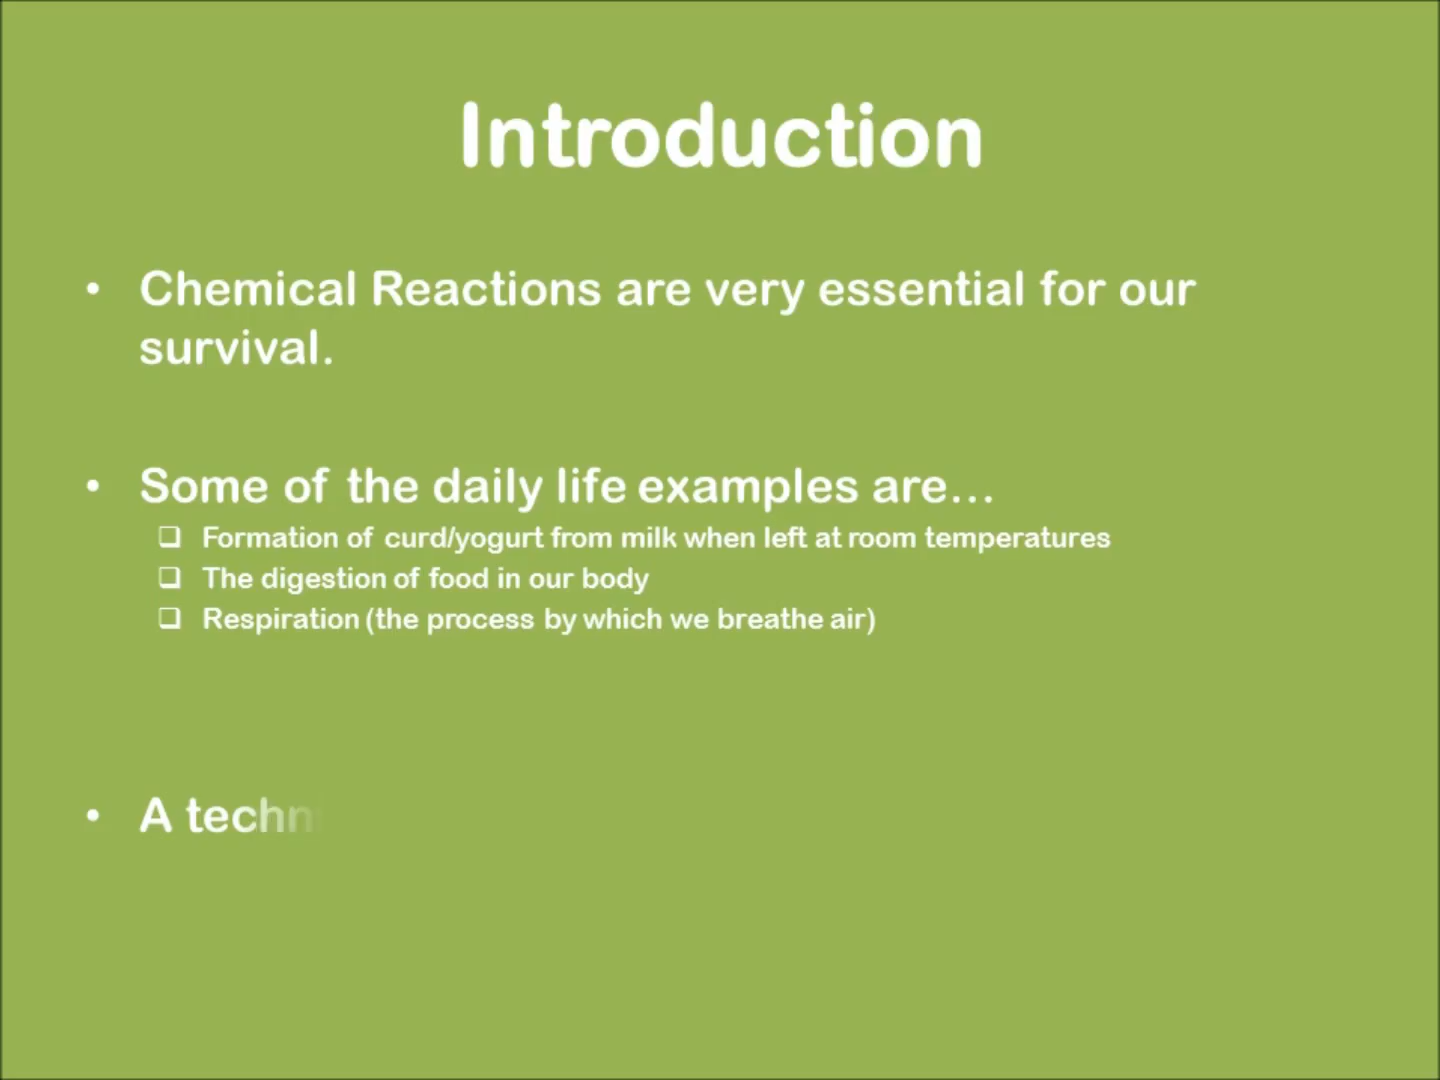 Introduction
• Chemical Reactions are very essential for our
survival.
• Some of the daily life examples are...
❑ Formation of curd/yogurt from milk when left at room temperatures
❑ The digestion of food in our body
❑ Respiration (the process by which we breathe air)
• A